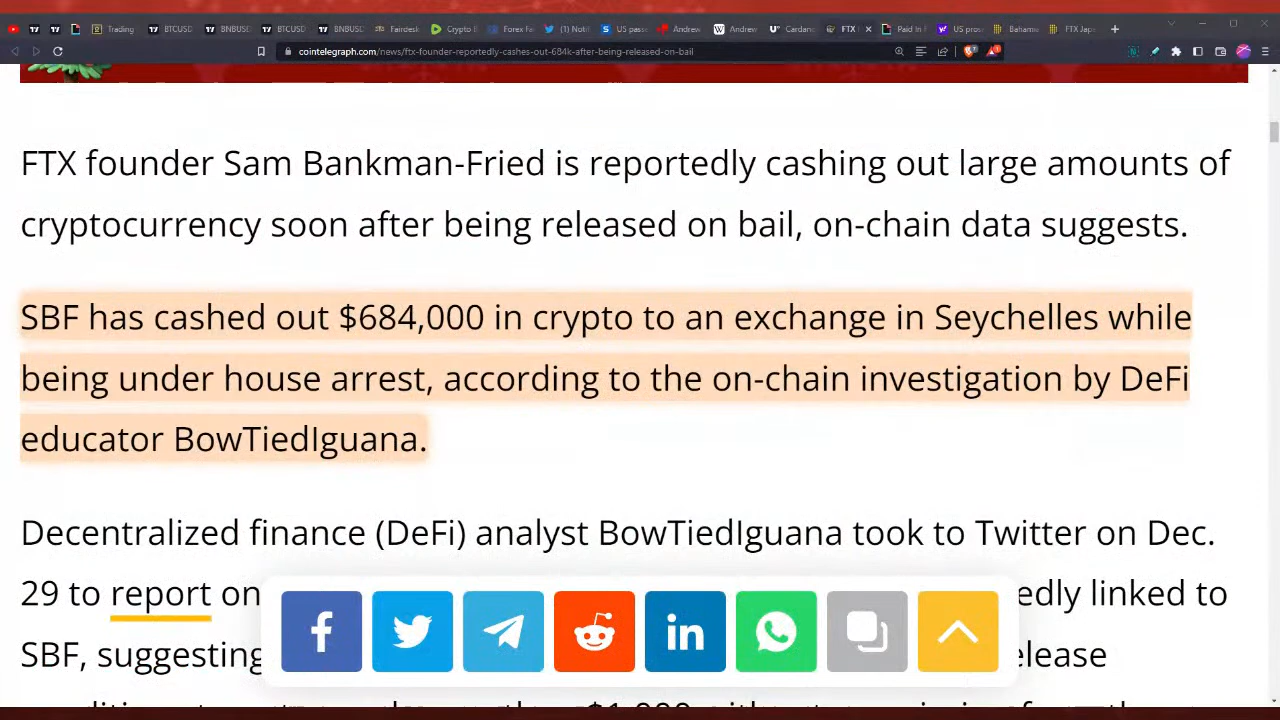 Trading
BTCUSD
BNBUSD
BTCUSD
BNBUSD
Fairdesk
Crypto
Forex Fa
(1) Noti
US pass
Andrew
Andrew
Cardan
FTX
Paid In
US pros
Bahama
FTX Jap
cointelegraph.com/news/ftx-founder-reportedly-cashes-out-684k-after-being-released-on-bail
FTX founder Sam Bankman-Fried is reportedly cashing out large amounts of
cryptocurrency soon after being released on bail, on-chain data suggests.
SBF has cashed out $684,000 in crypto to an exchange in Seychelles while
being under house arrest, according to the on-chain investigation by DeFi
educator BowTiedIguana.
Decentralized finance (DeFi) analyst BowTiedIguana took to Twitter on Dec.
29 to report on edly linked to
SBF, suggesting elease
$1,000